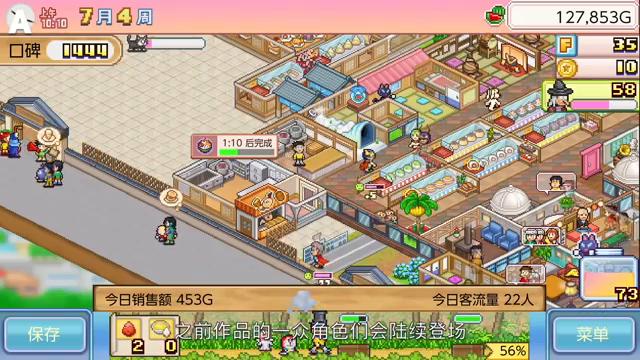 A
上午
10:10
7月4周
127,853G
口碑 1444
F 35
10
58
1:10 后完成
73
今日销售额 453G
今日客流量 22人
之前作品的一众角色们会陆续登场
保存
2 0
56%
菜单